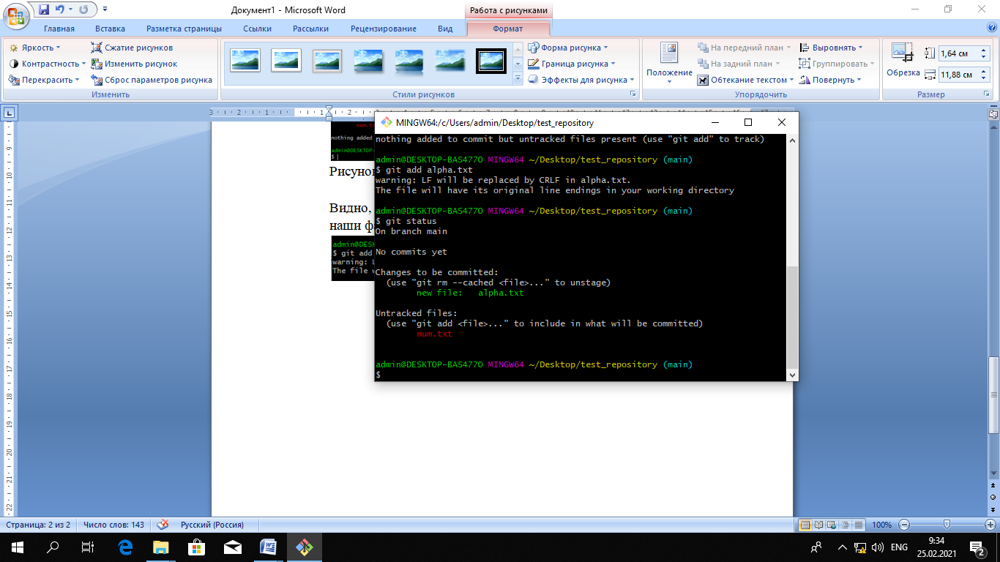 Документ1 - Microsoft Word
Работа с рисунками
Главная Вставка Разметка страницы Ссылки Рассылки Рецензирование Вид Формат
Яркость Сжатие рисунков Форма рисунка На передний план Выровнять 1,64 см
Контрастность Изменить рисунок Граница рисунка На задний план Группировать
Перекрасить Сброс параметров рисунка Эффекты для рисунка Положение Обтекание текстом Повернуть Обрезка 11,88 см
Изменить Стили рисунков Упорядочить Размер
MINGW64:/c/Users/admin/Desktop/test_repository
nothing added to commit but untracked files present (use "git add" to track)
admin@DESKTOP-BAS4770 MINGW64 ~/Desktop/test_repository (main)
$ git add alpha.txt
warning: LF will be replaced by CRLF in alpha.txt.
The file will have its original line endings in your working directory
admin@DESKTOP-BAS4770 MINGW64 ~/Desktop/test_repository (main)
$ git status
On branch main
No commits yet
Changes to be committed:
(use "git rm --cached <file>..." to unstage)
new file: alpha.txt
Untracked files:
(use "git add <file>..." to include in what will be committed)
num.txt
admin@DESKTOP-BAS4770 MINGW64 ~/Desktop/test_repository (main)
$
nothing added
$
Видно,
наши
$ git add
warning:
The file
Страница: 2 из 2 Число слов: 143 Русский (Россия) 100%
ENG 9:34
25.02.2021
2